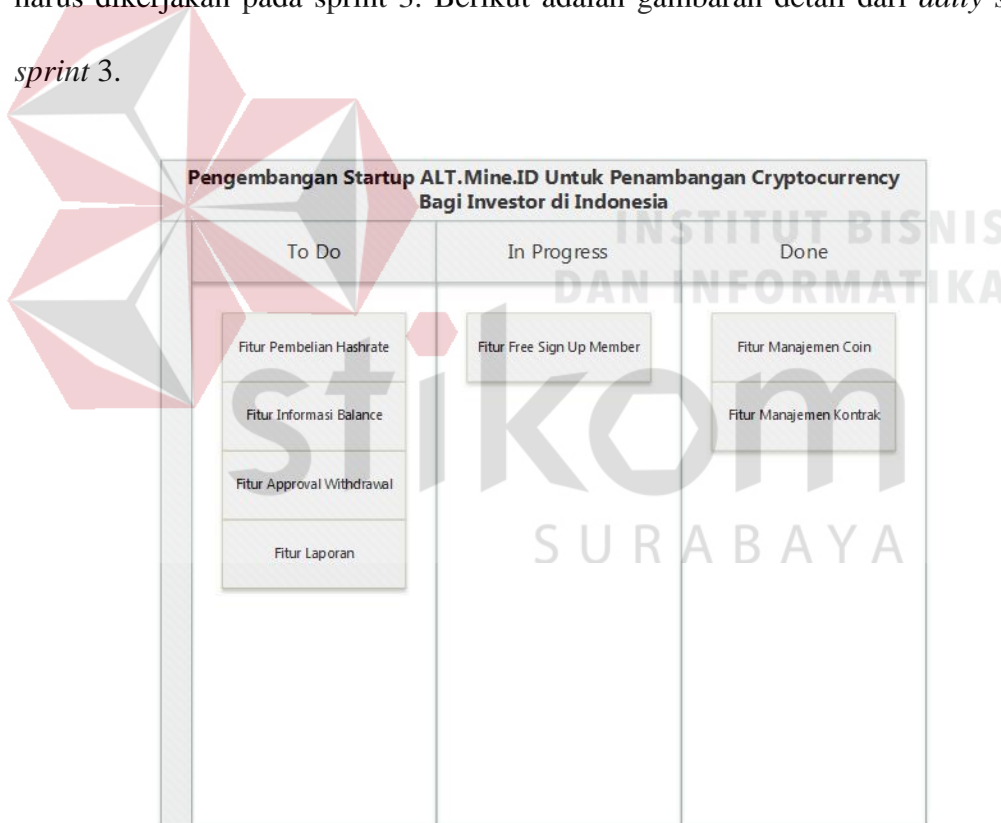 harus dikerjakan pada sprint 3. Berikut adalah gambaran detail dari daily
sprint 3.
Pengembangan Startup ALT.Mine.ID Untuk Penambangan Cryptocurrency
Bagi Investor di Indonesia
To Do
In Progress
Done
Fitur Pembelian Hashrate
Fitur Informasi Balance
Fitur Approval Withdrawal
Fitur Laporan
Fitur Free Sign Up Member
Fitur Manajemen Coin
Fitur Manajemen Kontrak
INSTITUT BISNIS
DAN INFORMATIKA
stikom
SURABAYA